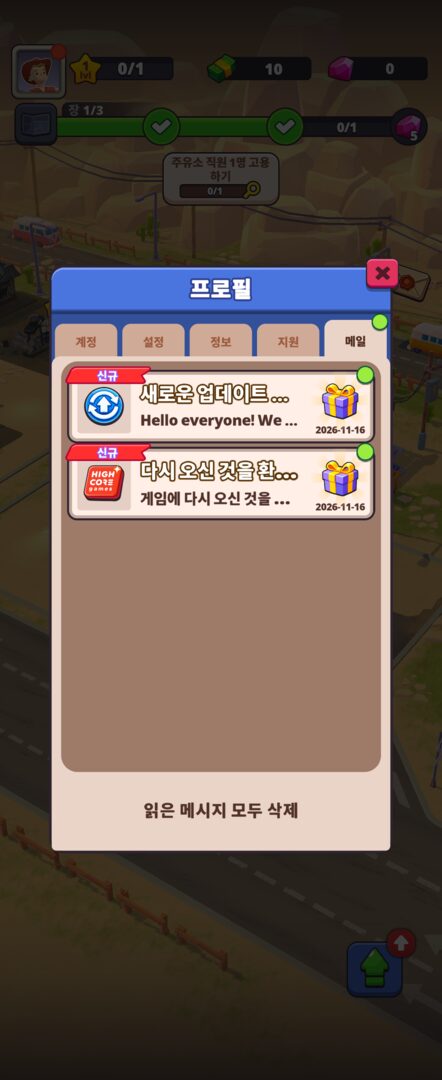 1
lvl
0/1
10
0
장 1/3
0/1
5
주유소 직원 1명 고용
하기
0/1
프로필
계정
설정
정보
지원
메일
신규
새로운 업데이트 ...
Hello everyone! We ...
2026-11-16
신규
HIGH
CORE
games
다시 오신 것을 환...
게임에 다시 오신 것을 ...
2026-11-16
읽은 메시지 모두 삭제